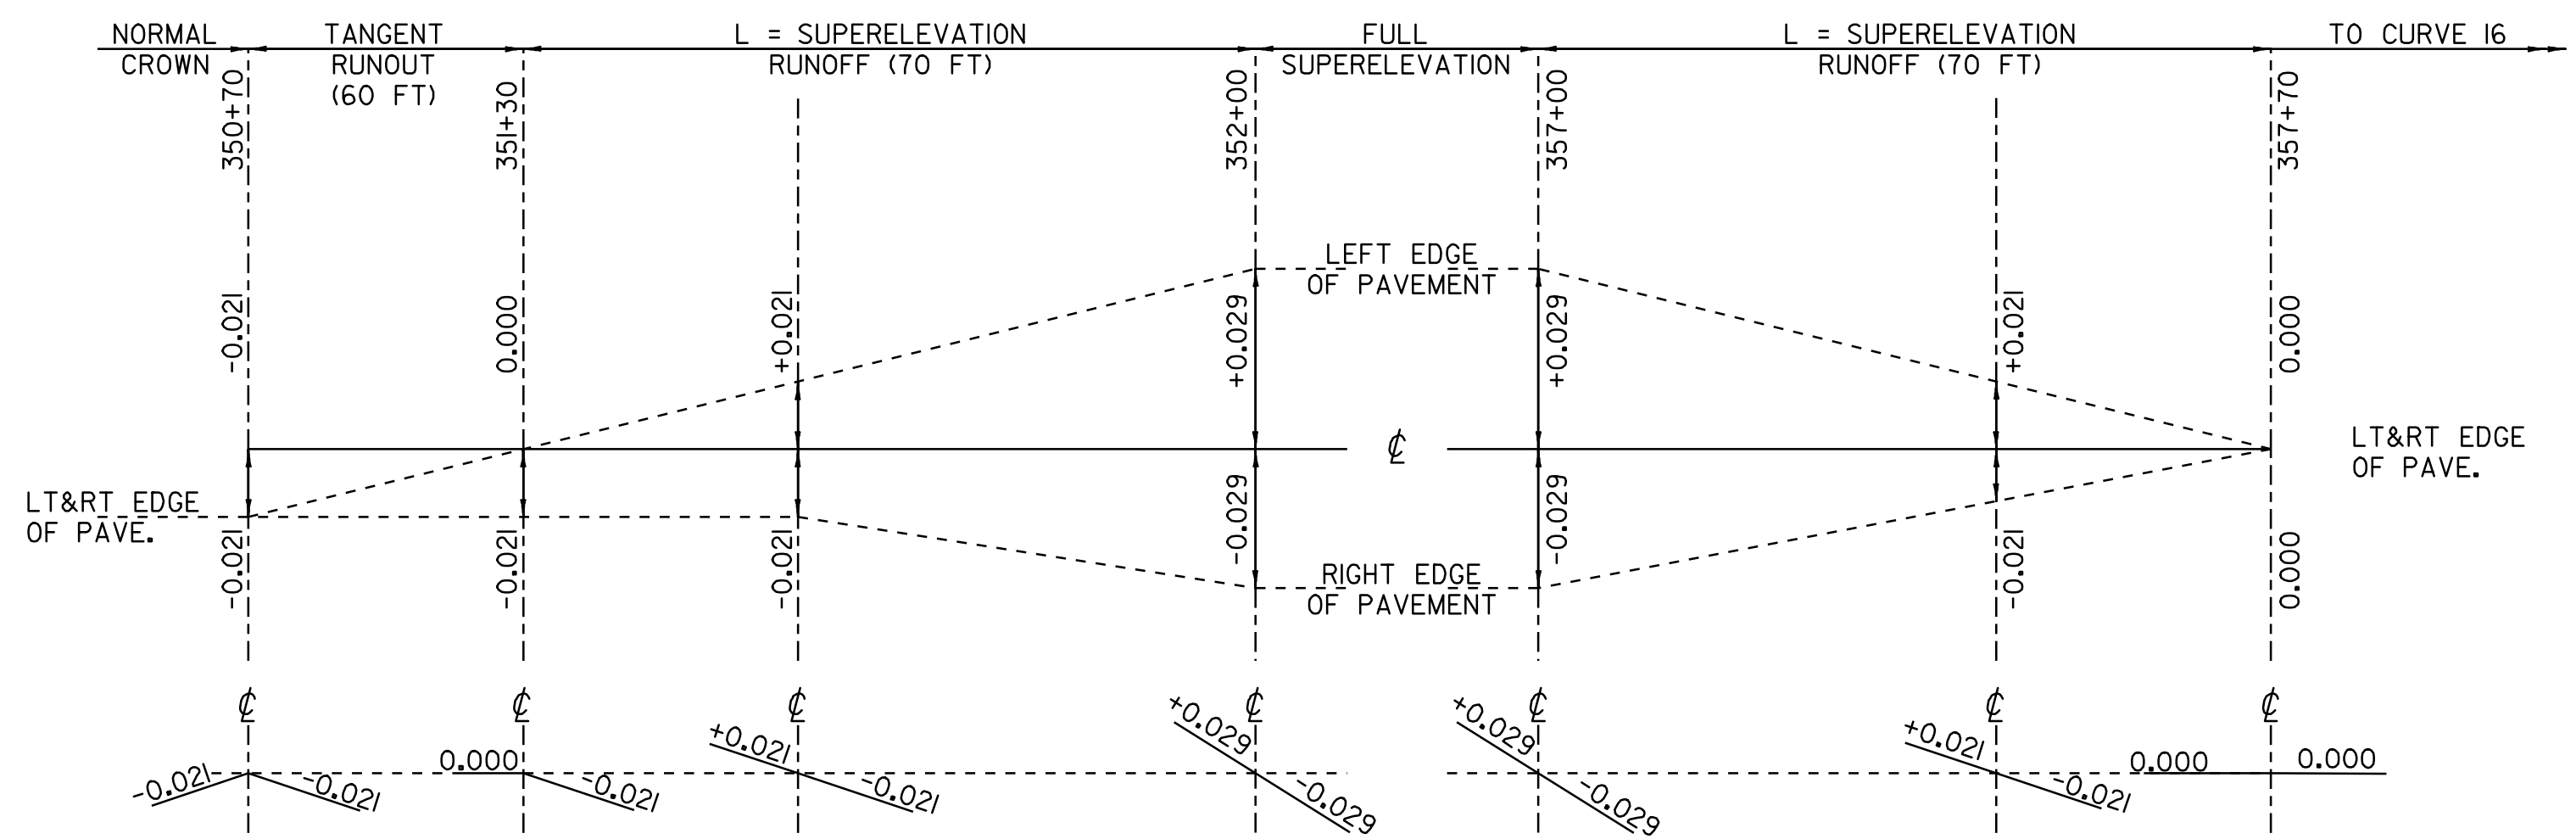 NORMAL
CROWN
TANGENT
RUNOUT
(60 FT)
L = SUPERELEVATION
RUNOFF (70 FT)
FULL
SUPERELEVATION
L = SUPERELEVATION
RUNOFF (70 FT)
TO CURVE 16
350+70
351+30
352+00
357+00
357+70
-0.021
0.000
+0.021
+0.029
+0.029
+0.021
0.000
LEFT EDGE
OF PAVEMENT
℄
LT&RT EDGE
OF PAVE.
LT&RT EDGE
OF PAVE.
-0.021
-0.021
-0.021
-0.029
-0.029
-0.021
0.000
RIGHT EDGE
OF PAVEMENT
℄
℄
℄
℄
℄
℄
℄
-0.021
-0.021
0.000
-0.021
+0.021
-0.021
+0.029
-0.029
+0.029
-0.029
+0.021
-0.021
0.000
0.000